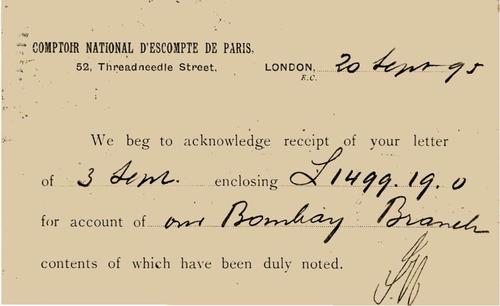 COMPTOIR NATIONAL D'ESCOMPTE DE PARIS,
52, Threadneedle Street, LONDON, 20 Sept 95
E.C.
We beg to acknowledge receipt of your letter
of 3 Sept. enclosing £1499.19.0
for account of our Bombay Branch
contents of which have been duly noted.